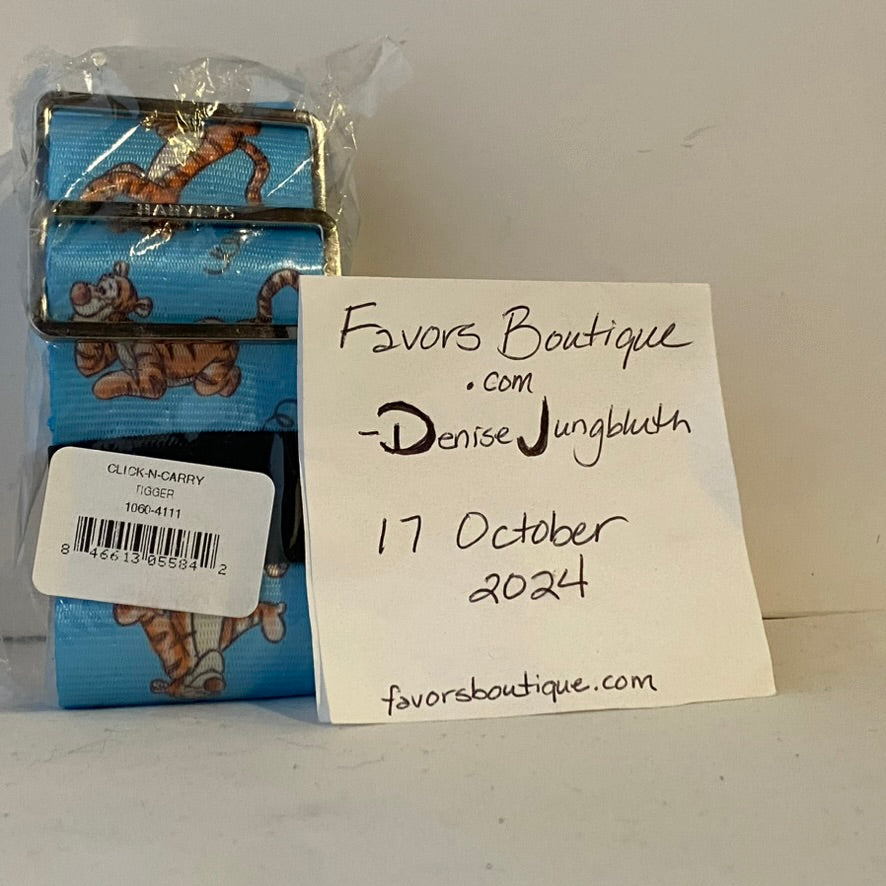 HARVEY
CLICK-N-CARRY
TIGGER
1060-4111
8 46613 05584 2
Favors Boutique
.com
-Denise Jungbluth
17 October
2024
favorsboutique.com